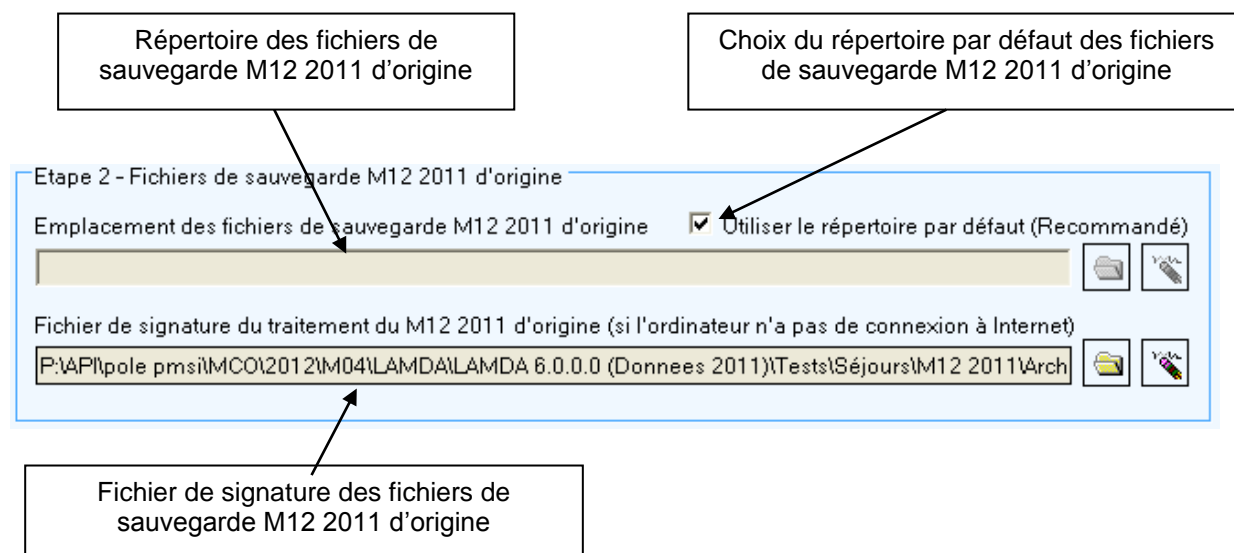 Répertoire des fichiers de
sauvegarde M12 2011 d’origine
Choix du répertoire par défaut des fichiers
de sauvegarde M12 2011 d’origine
Etape 2 - Fichiers de sauvegarde M12 2011 d'origine
Emplacement des fichiers de sauvegarde M12 2011 d'origine
Utiliser le répertoire par défaut (Recommandé)
Fichier de signature du traitement du M12 2011 d'origine (si l'ordinateur n'a pas de connexion à Internet)
P:\API\pole pmsi\MCO\2012\M04\LAMDA\LAMDA 6.0.0.0 (Donnees 2011)\Tests\Séjours\M12 2011\Arch
Fichier de signature des fichiers de
sauvegarde M12 2011 d’origine